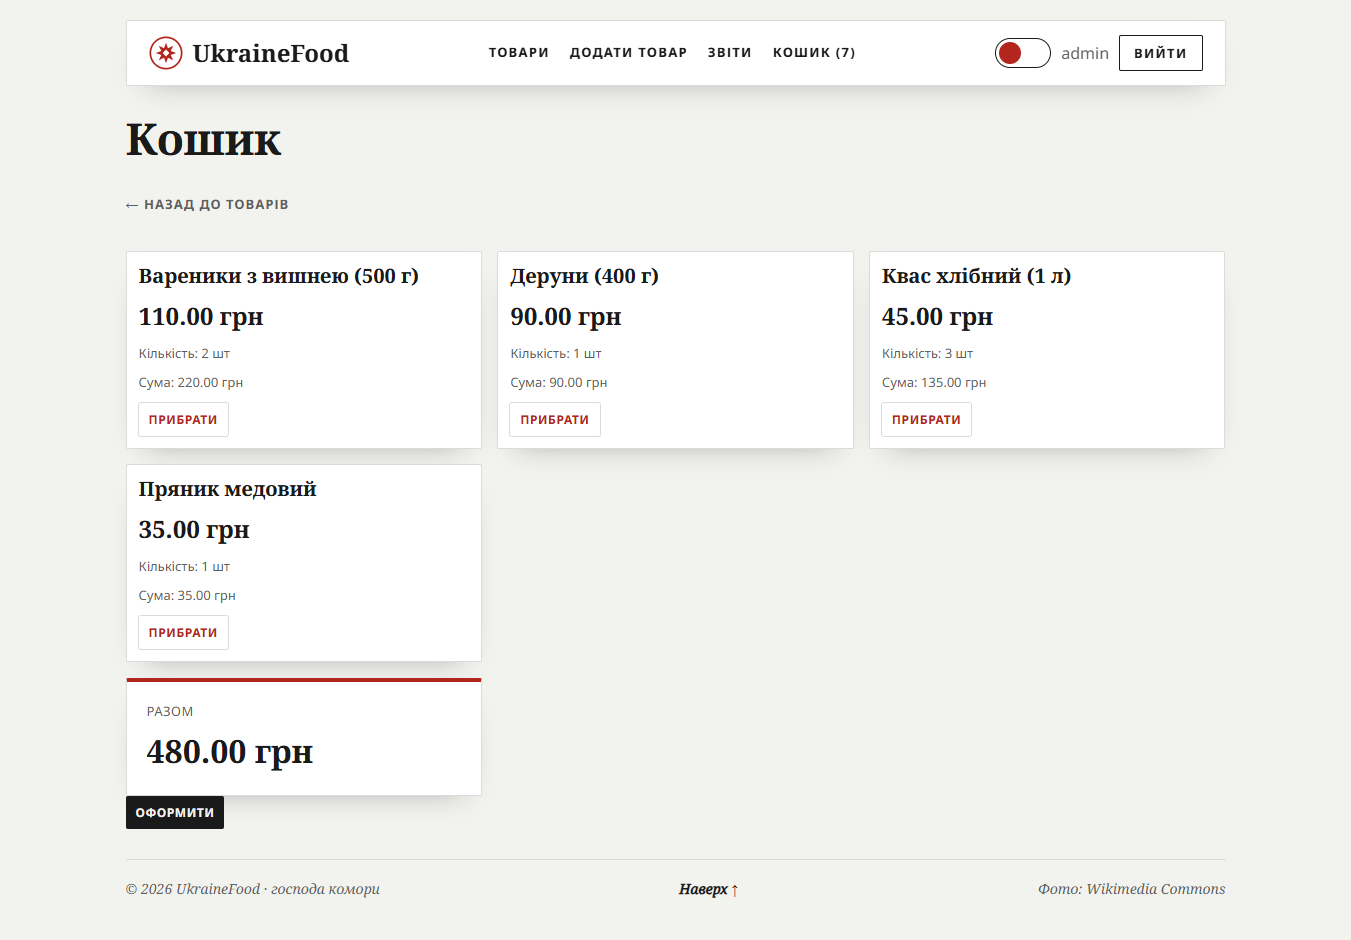 UkraineFood
ТОВАРИ ДОДАТИ ТОВАР ЗВІТИ КОШИК (7)
admin ВИЙТИ
Кошик
← НАЗАД ДО ТОВАРІВ
Вареники з вишнею (500 г)
110.00 грн
Кількість: 2 шт
Сума: 220.00 грн
ПРИБРАТИ
Деруни (400 г)
90.00 грн
Кількість: 1 шт
Сума: 90.00 грн
ПРИБРАТИ
Квас хлібний (1 л)
45.00 грн
Кількість: 3 шт
Сума: 135.00 грн
ПРИБРАТИ
Пряник медовий
35.00 грн
Кількість: 1 шт
Сума: 35.00 грн
ПРИБРАТИ
РАЗОМ
480.00 грн
ОФОРМИТИ
© 2026 UkraineFood · господа комори
Наверх ↑
Фото: Wikimedia Commons